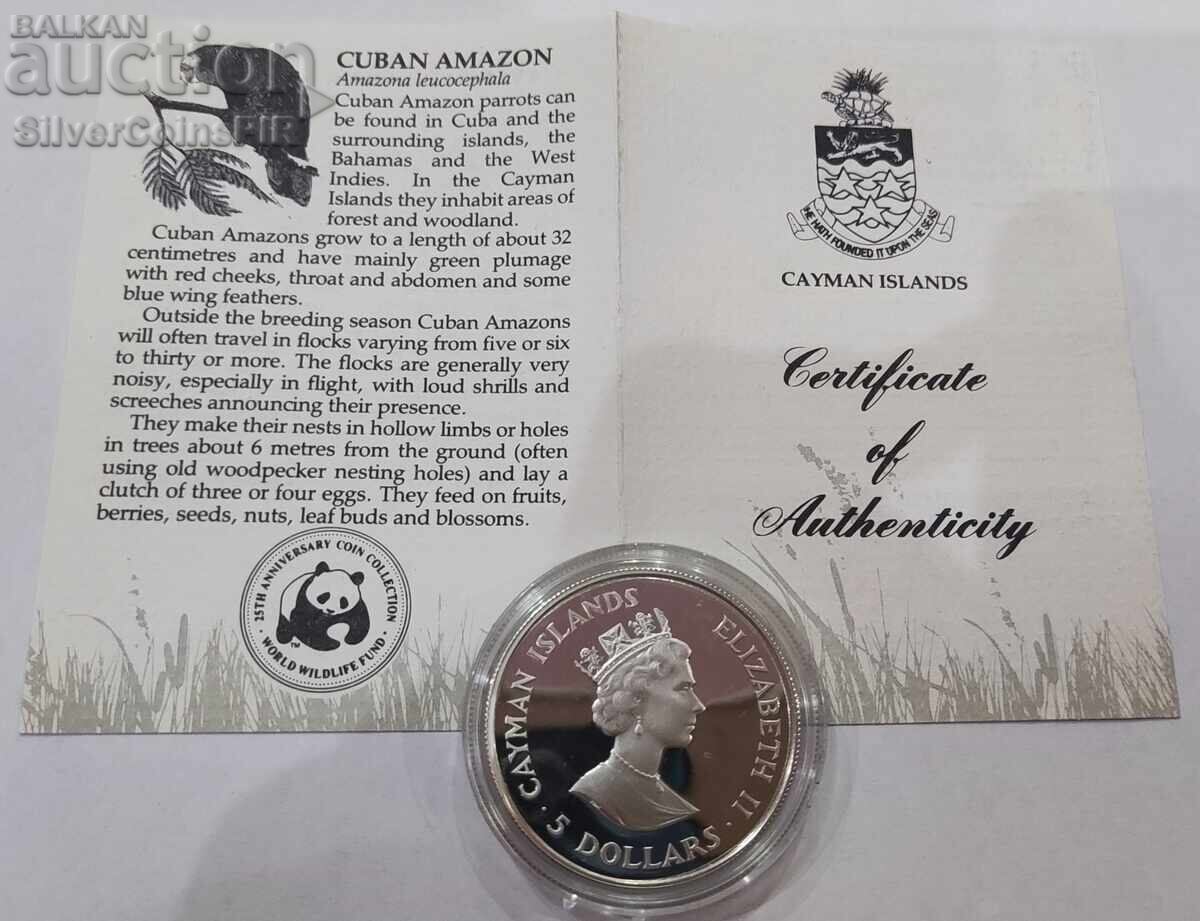 BALKAN
auction
SilverCoinsFIR
CUBAN AMAZON
Amazona leucocephala
Cuban Amazon parrots can
be found in Cuba and the
surrounding islands, the
Bahamas and the West
Indies. In the Cayman
Islands they inhabit areas of
forest and woodland.
Cuban Amazons grow to a length of about 32
centimetres and have mainly green plumage
with red cheeks, throat and abdomen and some
blue wing feathers.
Outside the breeding season Cuban Amazons
will often travel in flocks varying from five or six
to thirty or more. The flocks are generally very
noisy, especially in flight, with loud shrills and
screeches announcing their presence.
They make their nests in hollow limbs or holes
in trees about 6 metres from the ground (often
using old woodpecker nesting holes) and lay a
clutch of three or four eggs. They feed on fruits,
berries, seeds, nuts, leaf buds and blossoms.
25TH ANNIVERSARY COIN COLLECTION
· WORLD WILDLIFE FUND ·
TM
HE HATH FOUNDED IT UPON THE SEAS
CAYMAN ISLANDS
Certificate
of
Authenticity
· CAYMAN ISLANDS
ELIZABETH II ·
5 DOLLARS